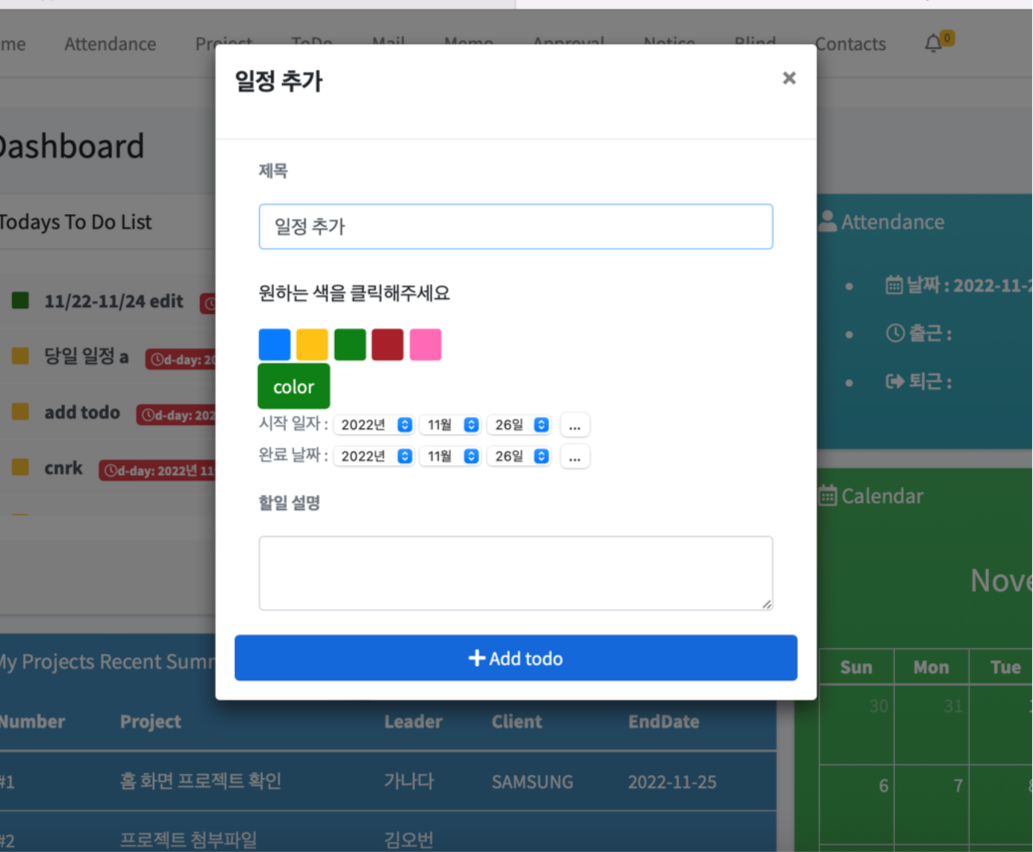 me Attendance Project ToDo Mail Memo Approval Notice Blind Contacts 0
일정 추가 ×
Dashboard
제목
Todays To Do List
일정 추가
Attendance
날짜 : 2022-11-2
11/22-11/24 edit
원하는 색을 클릭해주세요
출근 :
당일 일정 a d-day: 20
color
퇴근 :
add todo d-day: 202
시작 일자 : 2022년 11월 26일 ...
완료 날짜 : 2022년 11월 26일 ...
cnrk d-day: 2022년 11
할일 설명
Calendar
Nove
+ Add todo
My Projects Recent Summ
Sun Mon Tue
Number Project Leader Client EndDate
30 31
#1 홈 화면 프로젝트 확인 가나다 SAMSUNG 2022-11-25
6 7
#2 프로젝트 첨부파일 김오번